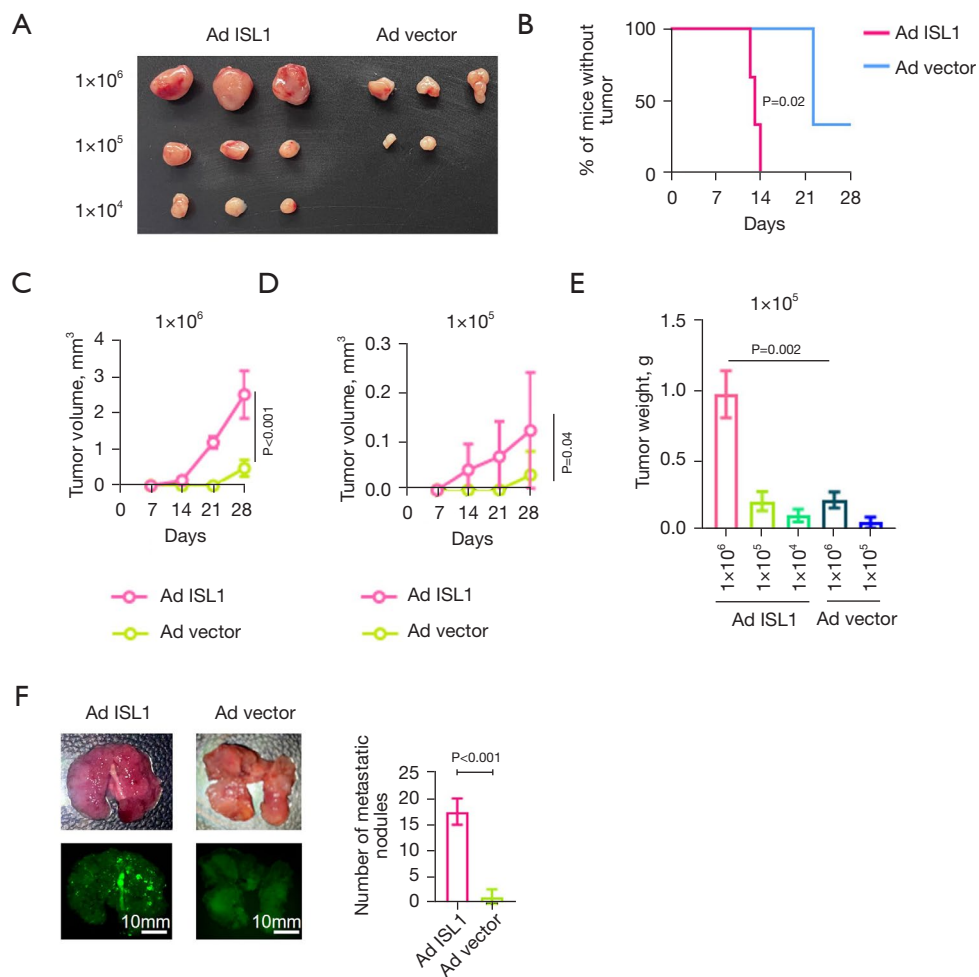 A
Ad ISL1 Ad vector
1×10⁶
1×10⁵
1×10⁴
B
100
50
0
% of mice without
tumor
P=0.02
0 7 14 21 28
Days
Ad ISL1
Ad vector
C
1×10⁶
Tumor volume, mm³
4
3
2
1
0
P<0.001
0 7 14 21 28
Days
Ad ISL1
Ad vector
D
1×10⁵
Tumor volume, mm³
0.3
0.2
0.1
0.0
P=0.04
0 7 14 21 28
Days
Ad ISL1
Ad vector
E
1×10⁵
Tumor weight, g
1.5
1.0
0.5
0.0
P=0.002
1×10⁶ 1×10⁵ 1×10⁴ 1×10⁶ 1×10⁵
Ad ISL1 Ad vector
F
Ad ISL1 Ad vector
10mm 10mm
Number of metastatic
nodules
25
20
15
10
5
0
P<0.001
Ad ISL1
Ad vector